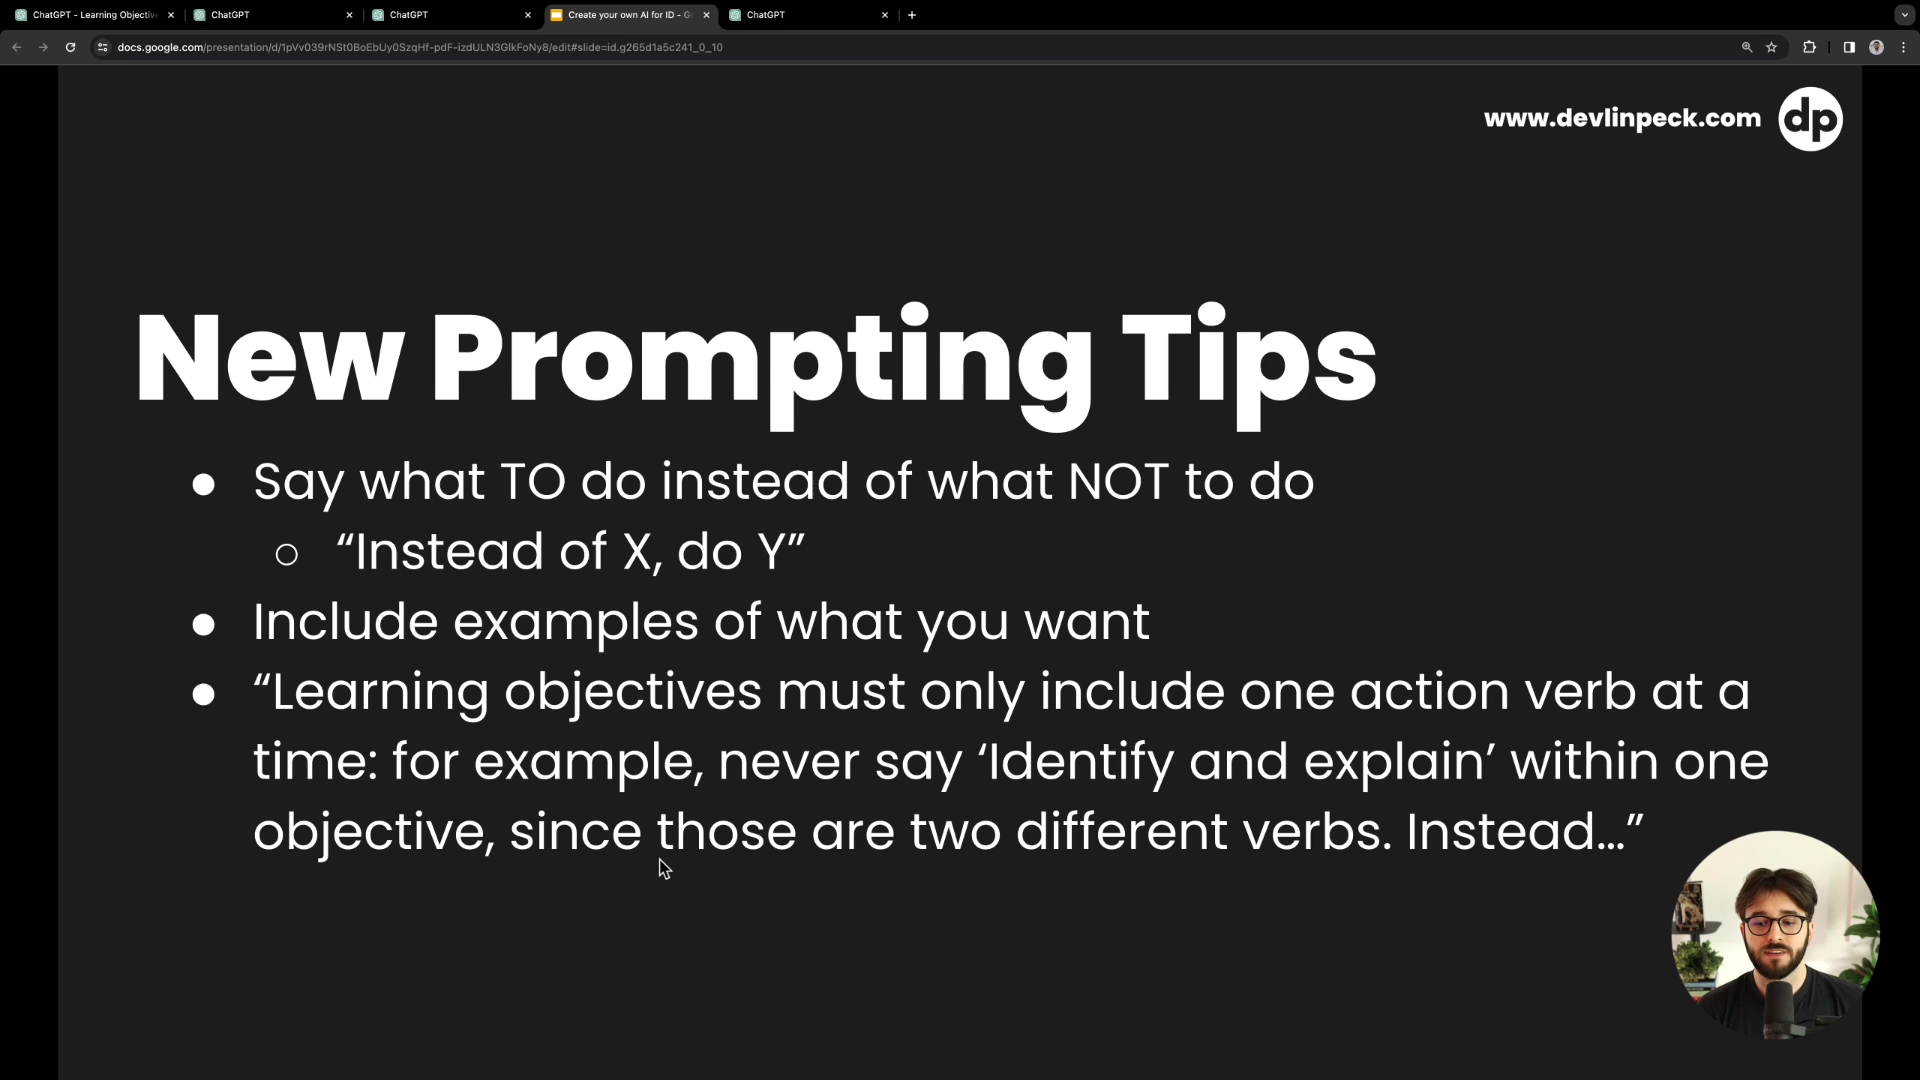 ChatGPT - Learning Objectiv
ChatGPT
ChatGPT
Create your own AI for ID - G
ChatGPT
docs.google.com/presentation/d/1pVv039rNSt0BoEbUy0SzqHf-pdF-izdULN3GlkFoNy8/edit#slide=id.g265d1a5c241_0_10
www.devlinpeck.com dp
New Prompting Tips
● Say what TO do instead of what NOT to do
○ “Instead of X, do Y”
● Include examples of what you want
● “Learning objectives must only include one action verb at a
time: for example, never say ‘Identify and explain’ within one
objective, since those are two different verbs. Instead…”